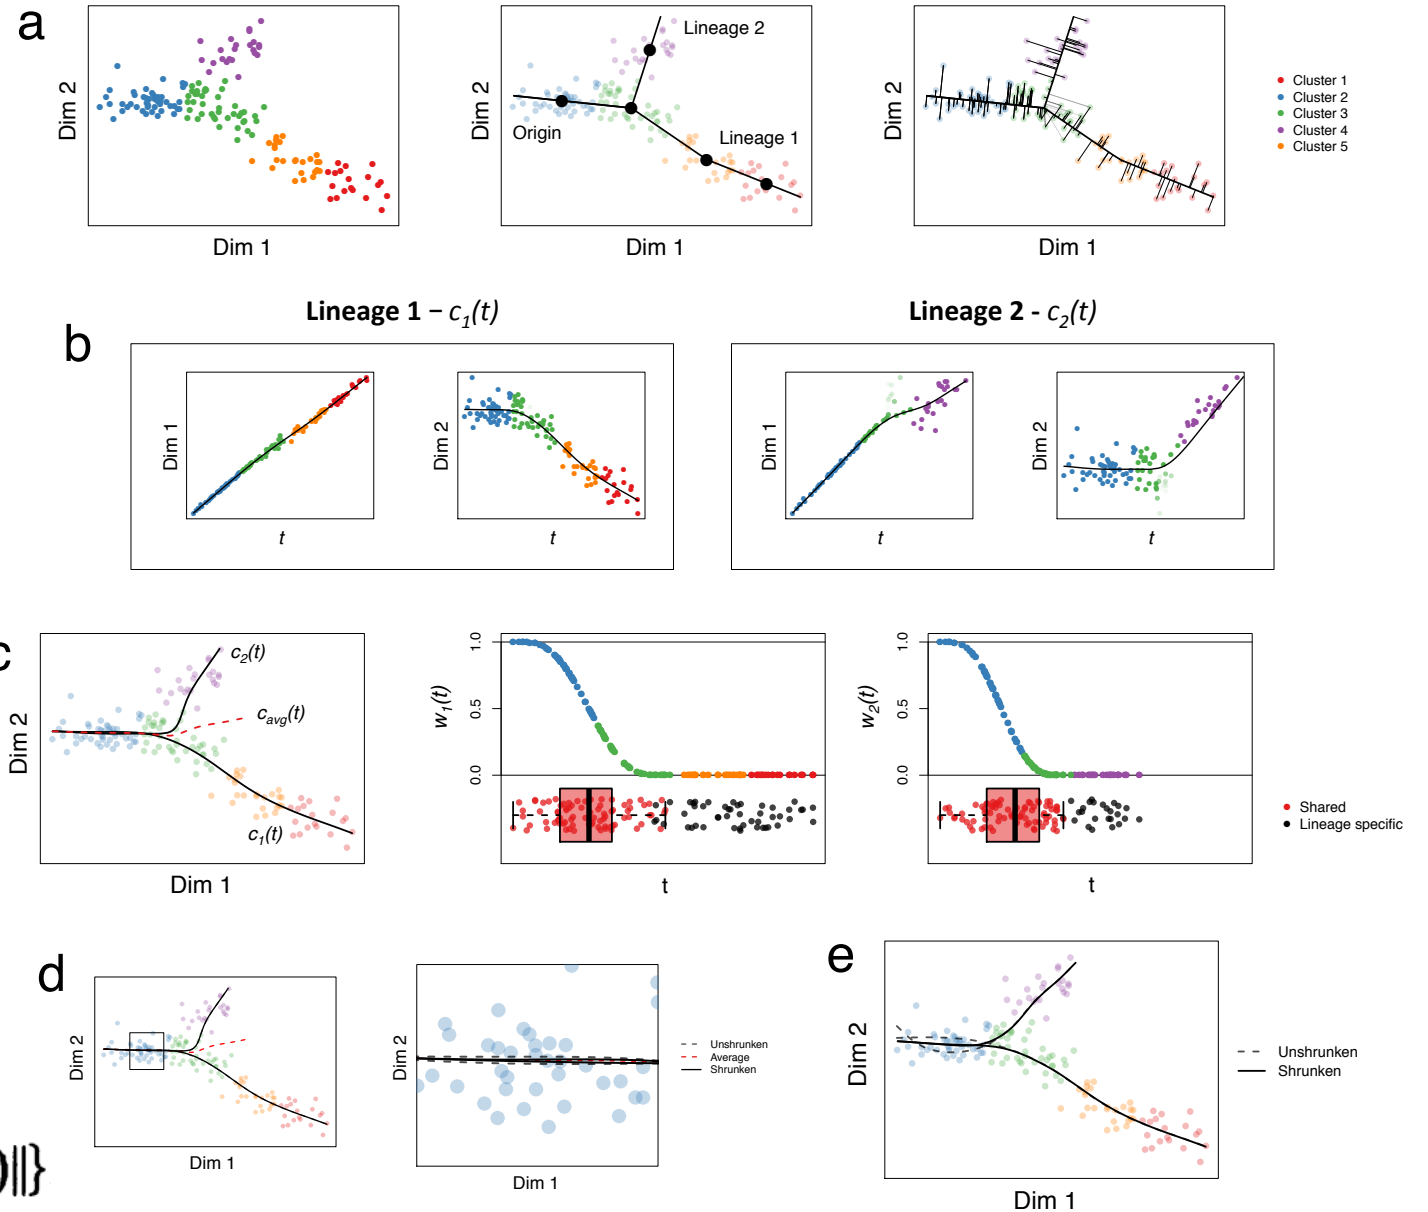 a
Dim 2
Dim 1
Dim 2
Lineage 2
Origin
Lineage 1
Dim 1
Dim 2
Dim 1
Cluster 1
Cluster 2
Cluster 3
Cluster 4
Cluster 5
b
Lineage 1 – c1(t)
Dim 1
t
Dim 2
t
Lineage 2 - c2(t)
Dim 1
t
Dim 2
t
c
Dim 2
c2(t)
cavg(t)
c1(t)
Dim 1
w1(t)
1.0
0.5
0.0
t
w2(t)
1.0
0.5
0.0
t
Shared
Lineage specific
d
Dim 2
Dim 1
Dim 2
Dim 1
Unshrunken
Average
Shrunken
e
Dim 2
Dim 1
Unshrunken
Shrunken
)||}